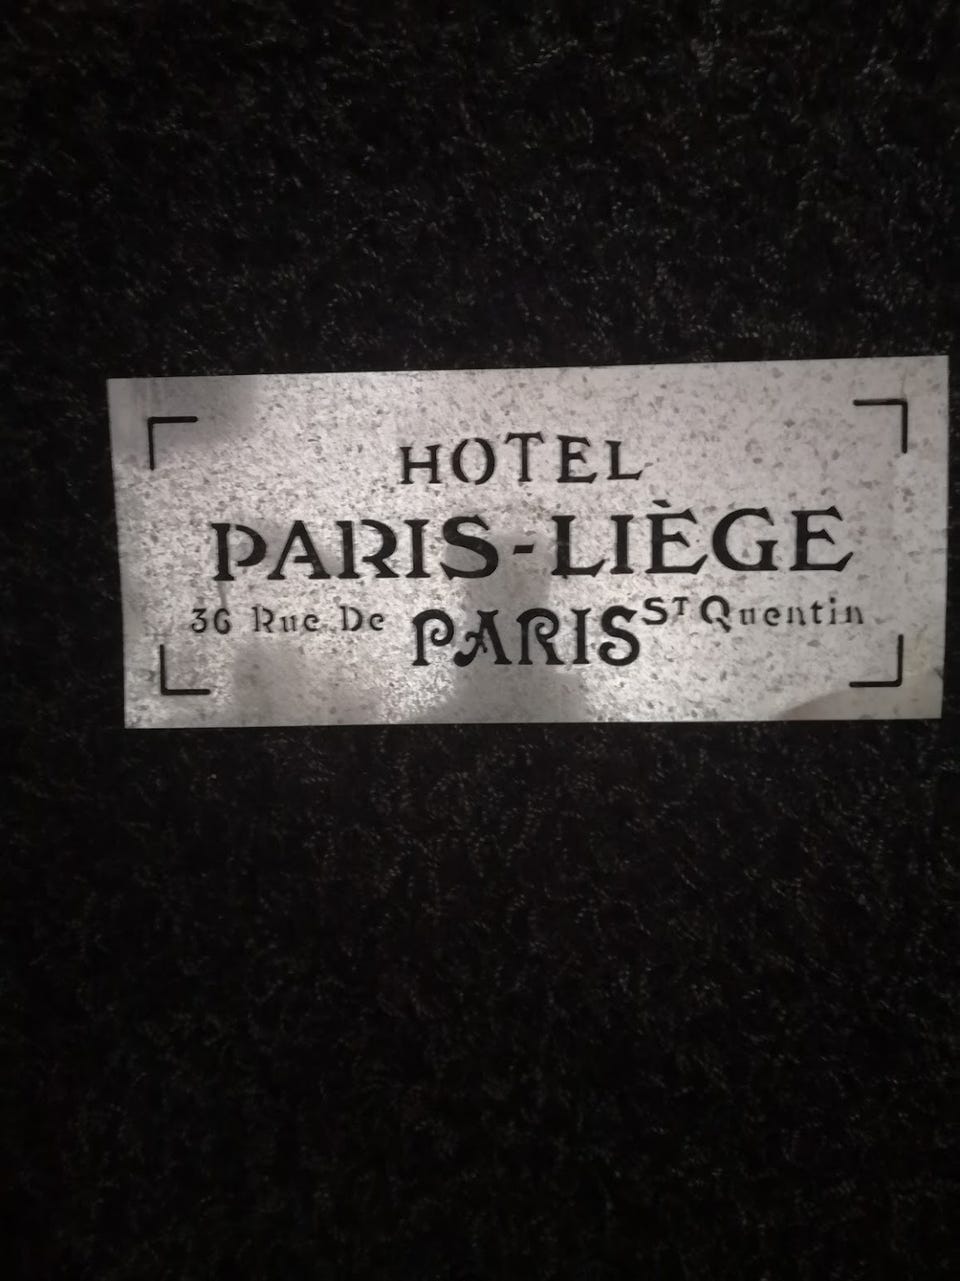 HOTEL
PARIS-LIÈGE
36 Rue De PARIS ST Quentin